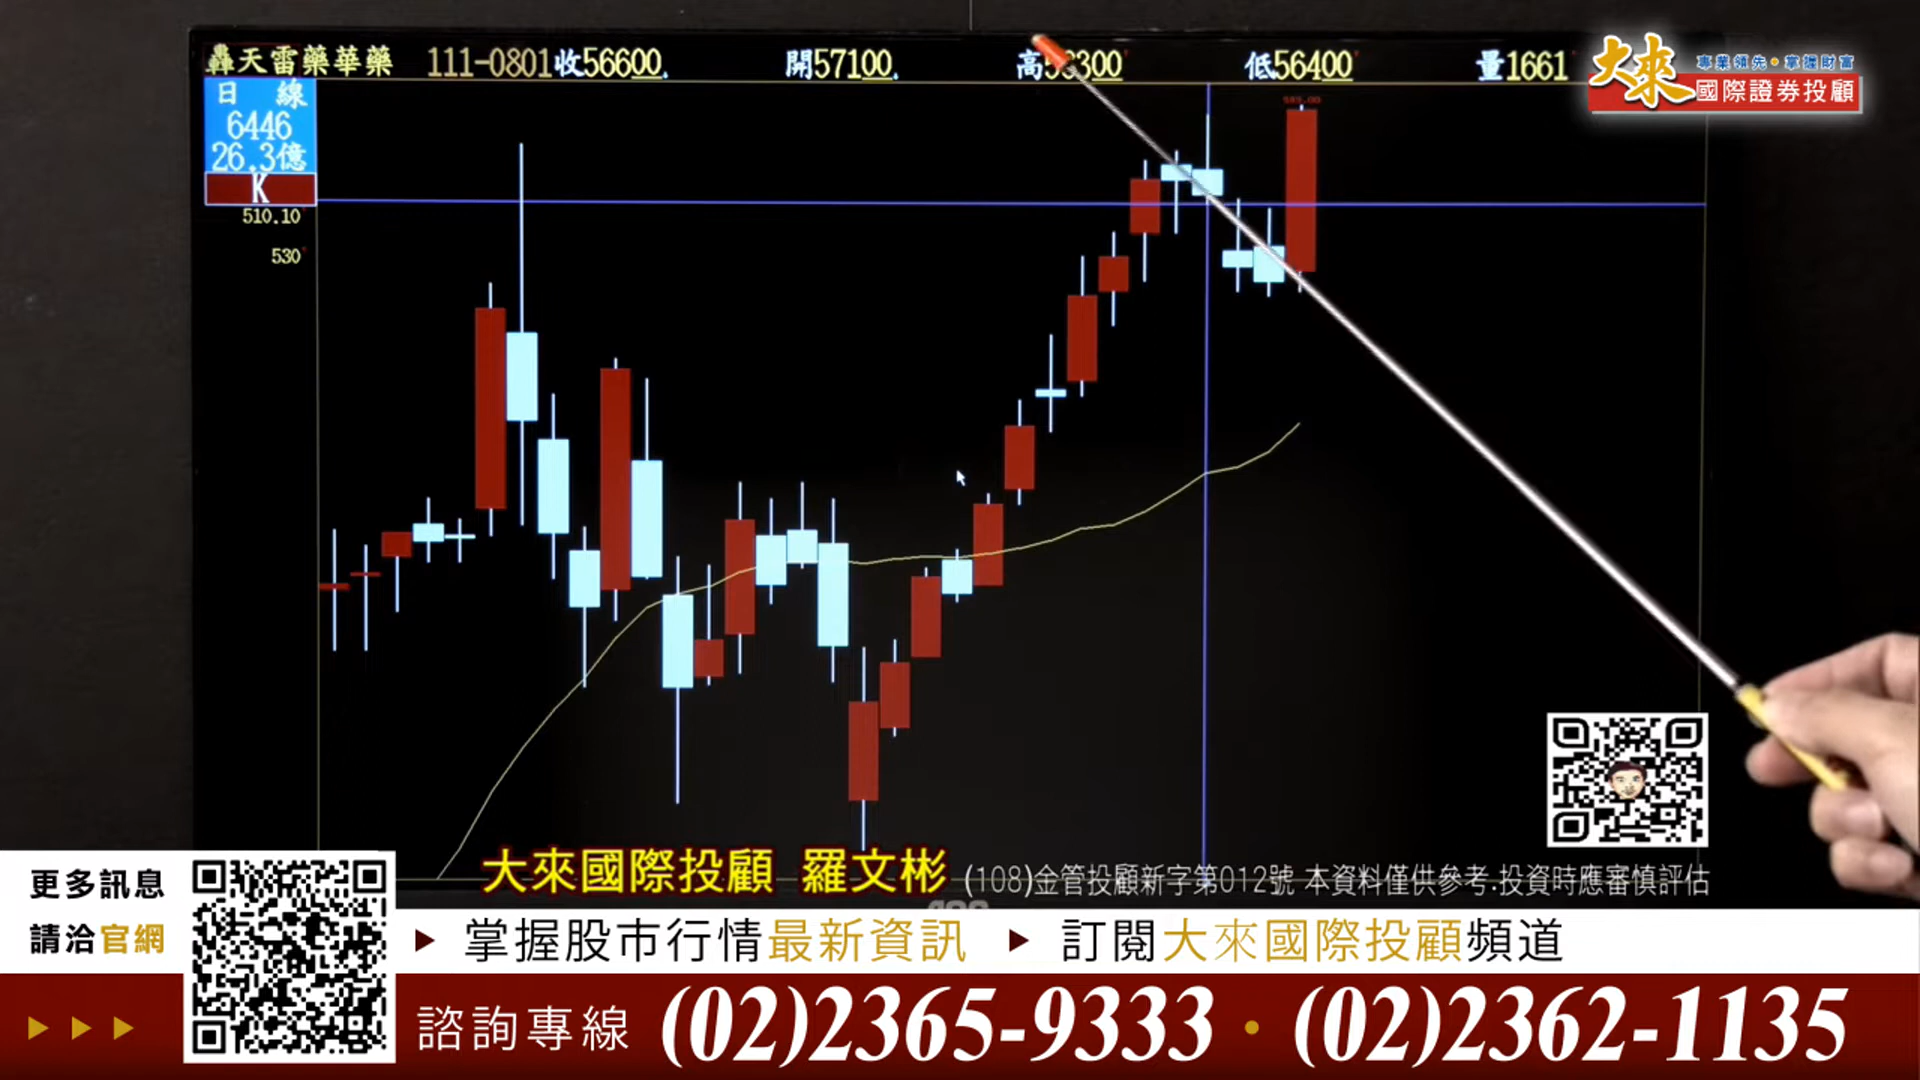 轟天雷藥華藥 111-0801收56600 開57100 高 300 低56400 量1661
大來 專業領先•掌握財富
國際證券投顧
日 線
6446
26.3億
K
510.10
530
大來國際投顧 羅文彬 (108)金管投顧新字第012號 本資料僅供參考.投資時應審慎評估
更多訊息
請洽官網
掌握股市行情最新資訊 訂閱大來國際投顧頻道
諮詢專線 (02)2365-9333 • (02)2362-1135